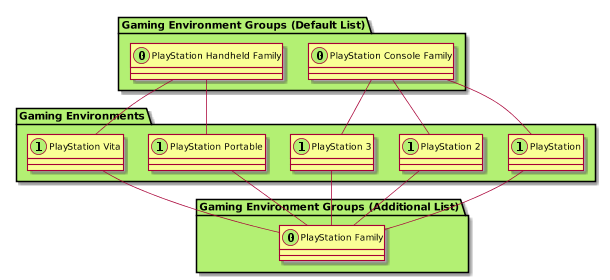 Gaming Environment Groups (Default List)
0 PlayStation Handheld Family
0 PlayStation Console Family
Gaming Environments
1 PlayStation Vita
1 PlayStation Portable
1 PlayStation 3
1 PlayStation 2
1 PlayStation
Gaming Environment Groups (Additional List)
0 PlayStation Family